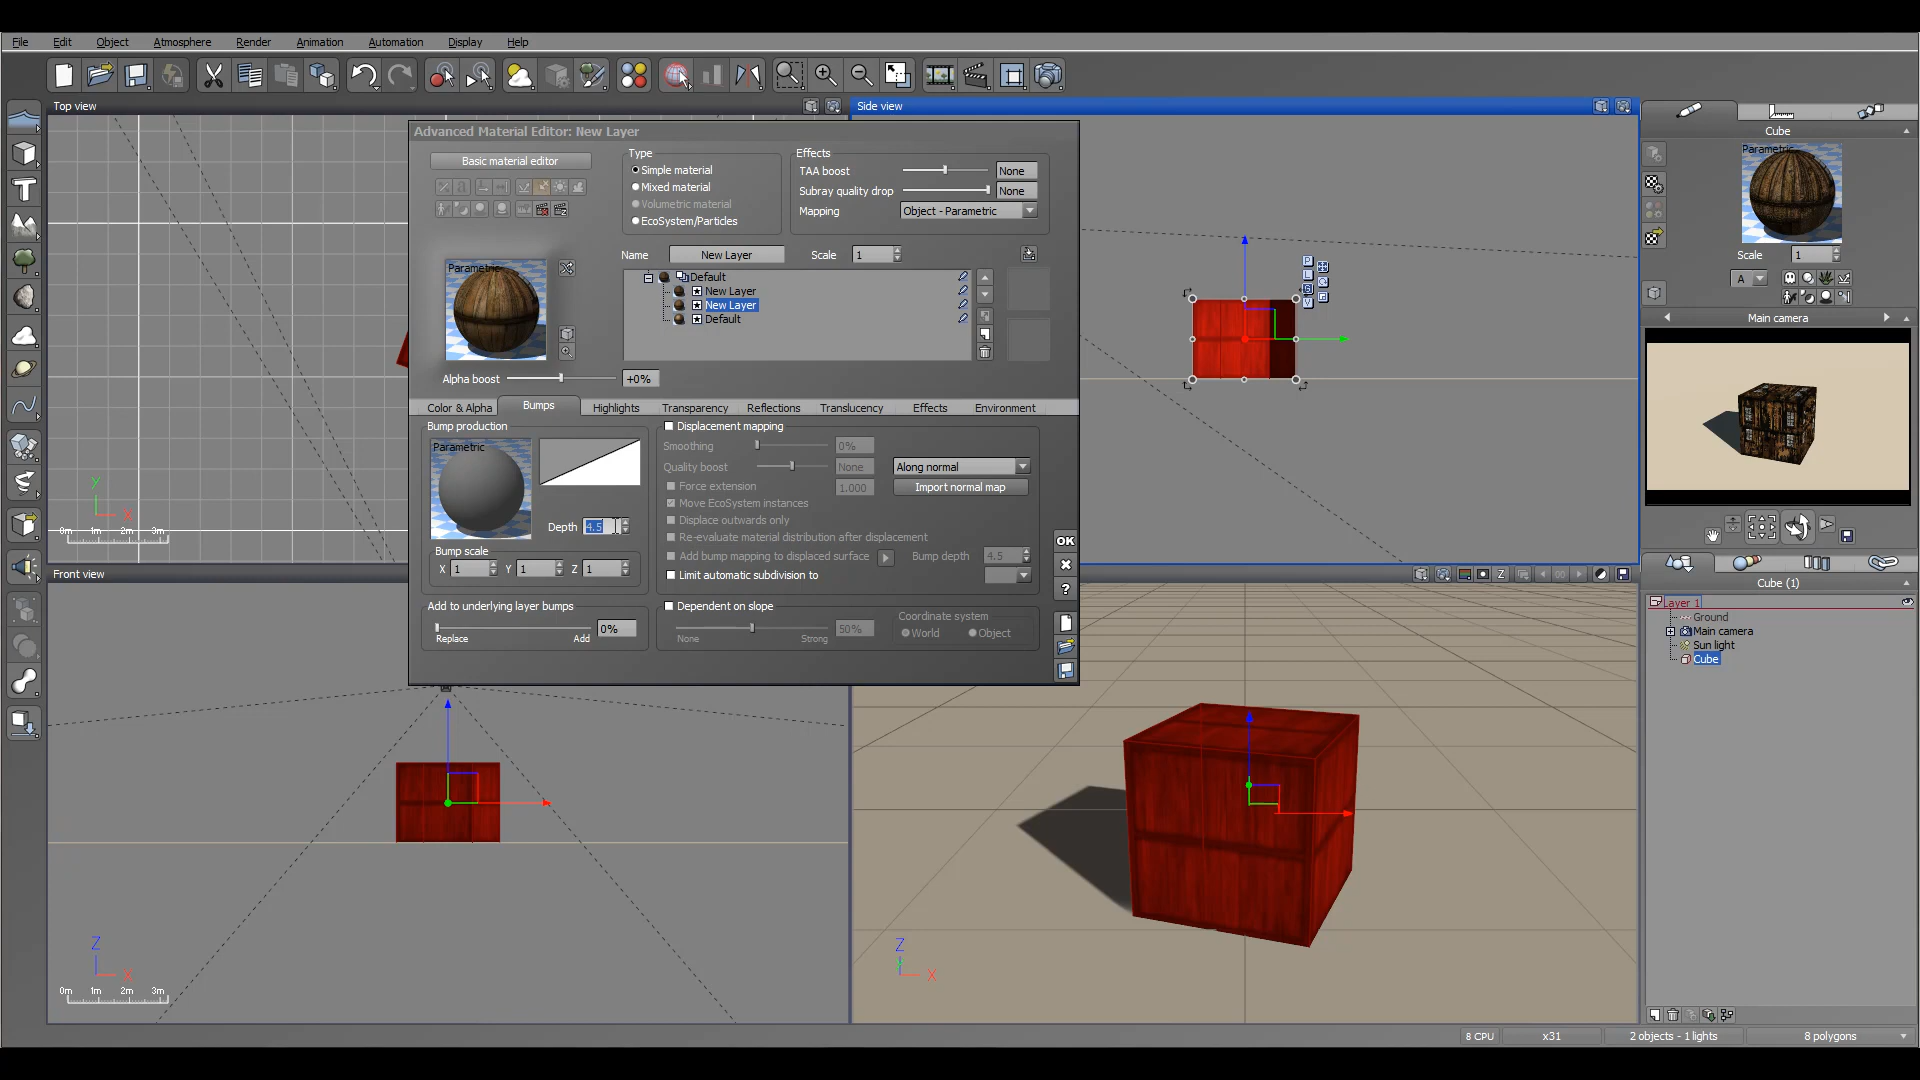 File Edit Object Atmosphere Render Animation Automation Display Help
Top view
Side view
Advanced Material Editor: New Layer
Basic material editor
Type
Simple material
Mixed material
Volumetric material
EcoSystem/Particles
Effects
TAA boost None
Subray quality drop None
Mapping Object - Parametric
Parametric
Name New Layer Scale 1
Default
New Layer
New Layer
Default
Alpha boost +0%
Color & Alpha Bumps Highlights Transparency Reflections Translucency Effects Environment
Bump production
Parametric
Depth 4.5
Bump scale
X 1 Y 1 Z 1
Add to underlying layer bumps
0%
Replace Add
Displacement mapping
Smoothing 0%
Quality boost None Along normal
Force extension 1.000 Import normal map
Move EcoSystem instances
Displace outwards only
Re-evaluate material distribution after displacement
Add bump mapping to displaced surface Bump depth 4.5
Limit automatic subdivision to
Dependent on slope
50%
None Strong
Coordinate system
World Object
OK
?
P
L
V
Cube
Parametric
Scale 1
A
Main camera
Cube (1)
Layer 1
Ground
Main camera
Sun light
Cube
y
x
0m 1m 2m 3m
Front view
Z
X
0m 1m 2m 3m
Z
Z
Y
X
8 CPU x31 2 objects - 1 lights 8 polygons